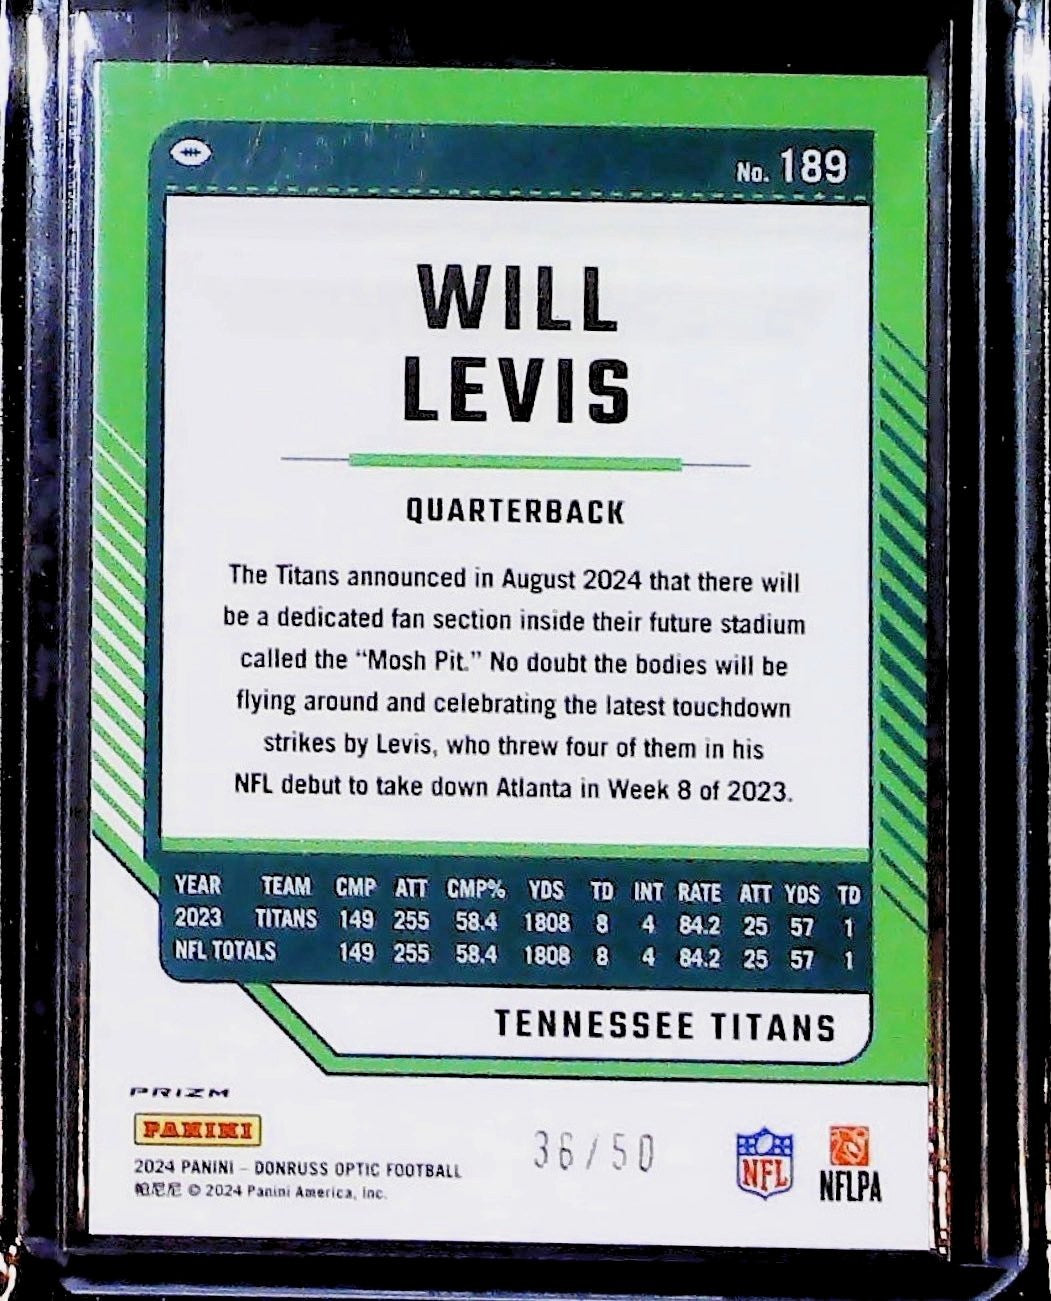 No. 189
WILL
LEVIS
QUARTERBACK
The Titans announced in August 2024 that there will
be a dedicated fan section inside their future stadium
called the “Mosh Pit.” No doubt the bodies will be
flying around and celebrating the latest touchdown
strikes by Levis, who threw four of them in his
NFL debut to take down Atlanta in Week 8 of 2023.
YEAR TEAM CMP ATT CMP% YDS TD INT RATE ATT YDS TD
2023 TITANS 149 255 58.4 1808 8 4 84.2 25 57 1
NFL TOTALS 149 255 58.4 1808 8 4 84.2 25 57 1
TENNESSEE TITANS
PRIZM
PANINI
2024 PANINI – DONRUSS OPTIC FOOTBALL
帕尼尼 © 2024 Panini America, Inc.
36/50
NFL
NFLPA